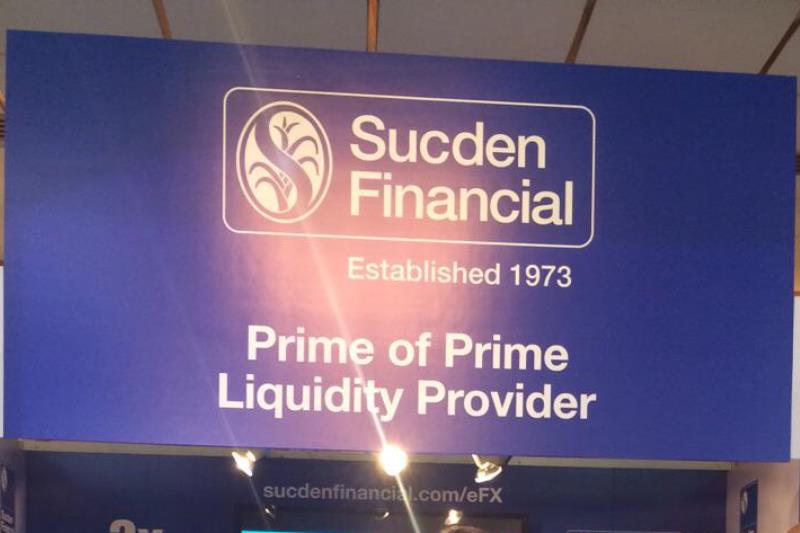 Sucden
Financial
Established 1973
Prime of Prime
Liquidity Provider
sucdenfinancial.com/eFX